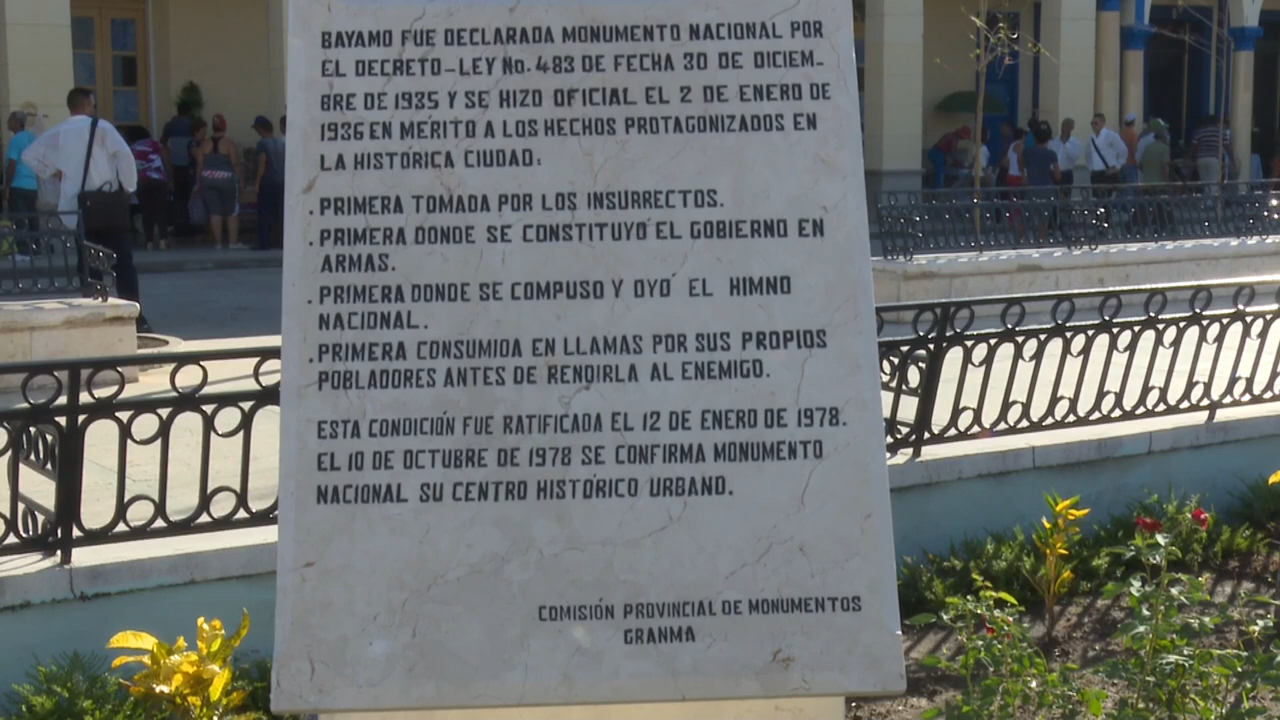 BAYAMO FUE DECLARADA MONUMENTO NACIONAL POR
EL DECRETO-LEY No. 483 DE FECHA 30 DE DICIEM-
BRE DE 1935 Y SE HIZO OFICIAL EL 2 DE ENERO DE
1936 EN MÉRITO A LOS HECHOS PROTAGONIZADOS EN
LA HISTÓRICA CIUDAD:
. PRIMERA TOMADA POR LOS INSURRECTOS.
. PRIMERA DONDE SE CONSTITUYÓ EL GOBIERNO EN
ARMAS.
. PRIMERA DONDE SE COMPUSO Y OYÓ EL HIMNO
NACIONAL.
. PRIMERA CONSUMIDA EN LLAMAS POR SUS PROPIOS
POBLADORES ANTES DE RENDIRLA AL ENEMIGO.
ESTA CONDICIÓN FUE RATIFICADA EL 12 DE ENERO DE 1978.
EL 10 DE OCTUBRE DE 1978 SE CONFIRMA MONUMENTO
NACIONAL SU CENTRO HISTÓRICO URBANO.
COMISIÓN PROVINCIAL DE MONUMENTOS
GRANMA